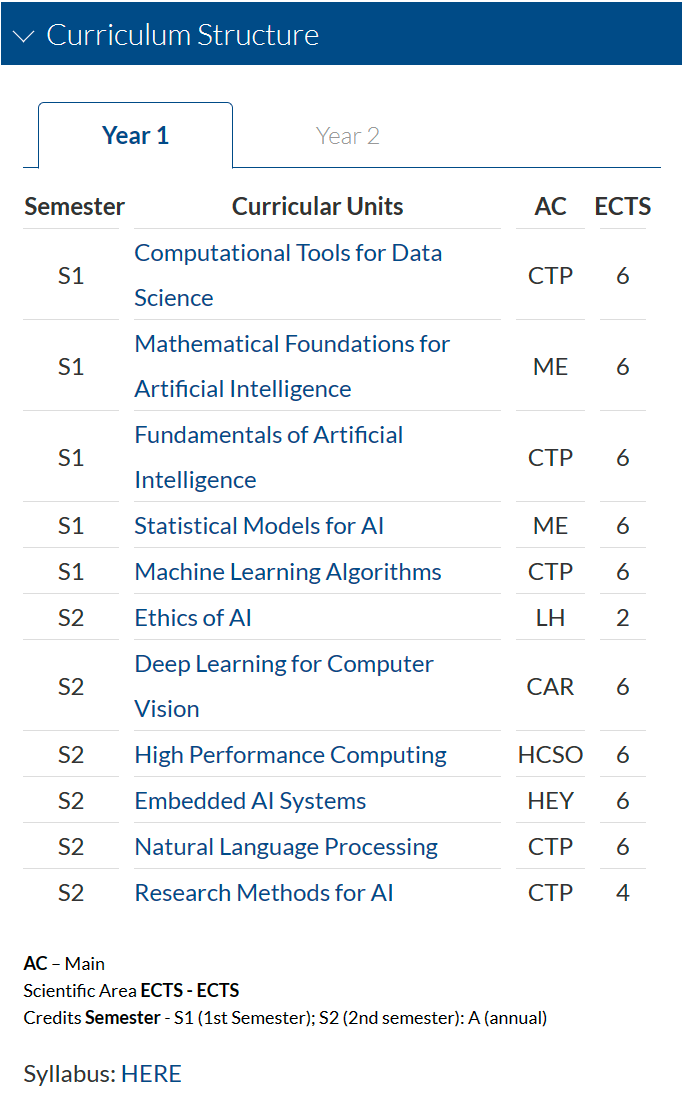 Curriculum Structure
Year 1 Year 2
Semester Curricular Units AC ECTS
S1 Computational Tools for Data Science CTP 6
S1 Mathematical Foundations for Artificial Intelligence ME 6
S1 Fundamentals of Artificial Intelligence CTP 6
S1 Statistical Models for AI ME 6
S1 Machine Learning Algorithms CTP 6
S2 Ethics of AI LH 2
S2 Deep Learning for Computer Vision CAR 6
S2 High Performance Computing HCSO 6
S2 Embedded AI Systems HEY 6
S2 Natural Language Processing CTP 6
S2 Research Methods for AI CTP 4
AC – Main
Scientific Area ECTS - ECTS
Credits Semester - S1 (1st Semester); S2 (2nd semester): A (annual)
Syllabus: HERE